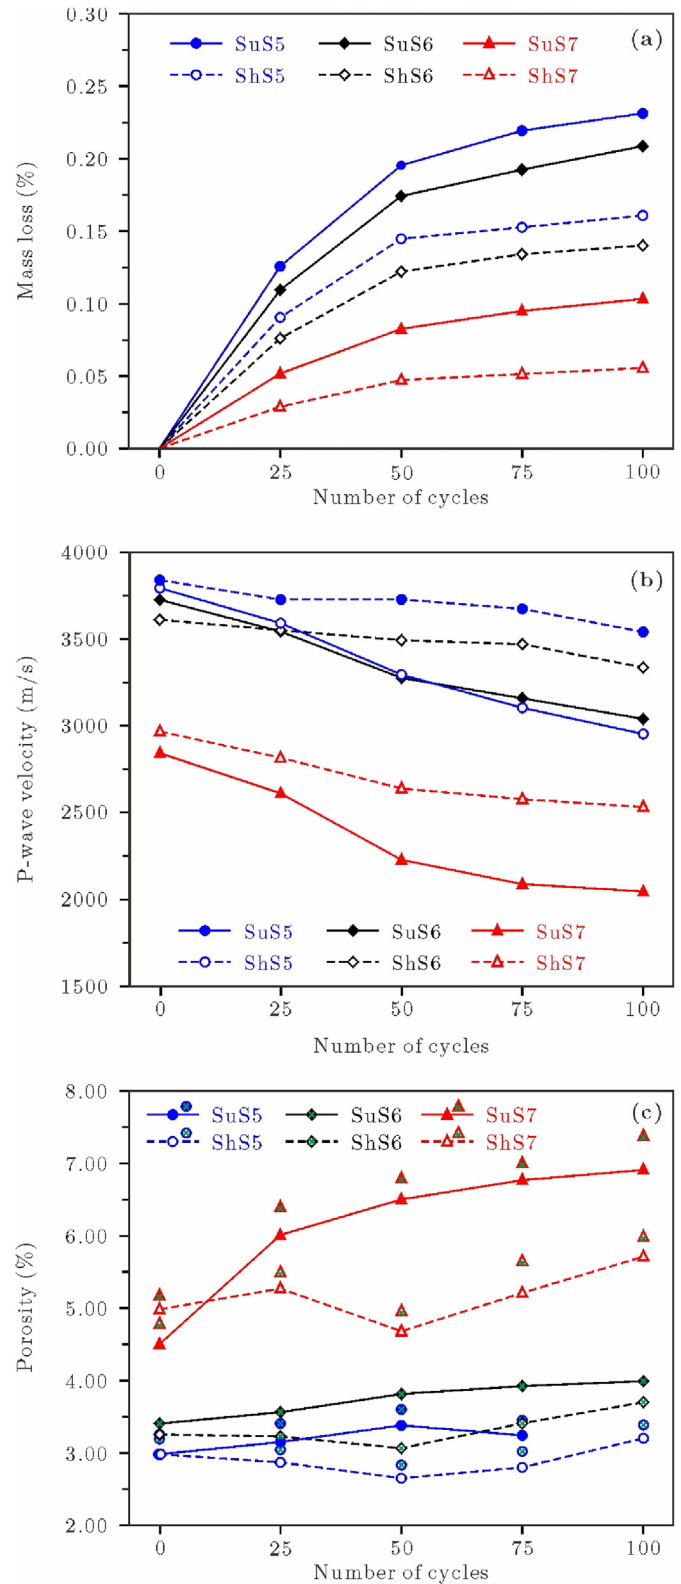 0.30
SuS5 SuS6 SuS7 (a)
ShS5 ShS6 ShS7
0.25
0.20
Mass loss (%)
0.15
0.10
0.05
0.00
0 25 50 75 100
Number of cycles
4000
(b)
3500
P-wave velocity (m/s)
3000
2500
2000
SuS5 SuS6 SuS7
ShS5 ShS6 ShS7
1500
0 25 50 75 100
Number of cycles
8.00
SuS5 SuS6 SuS7 (c)
ShS5 ShS6 ShS7
7.00
6.00
Porosity (%)
5.00
4.00
3.00
2.00
0 25 50 75 100
Number of cycles